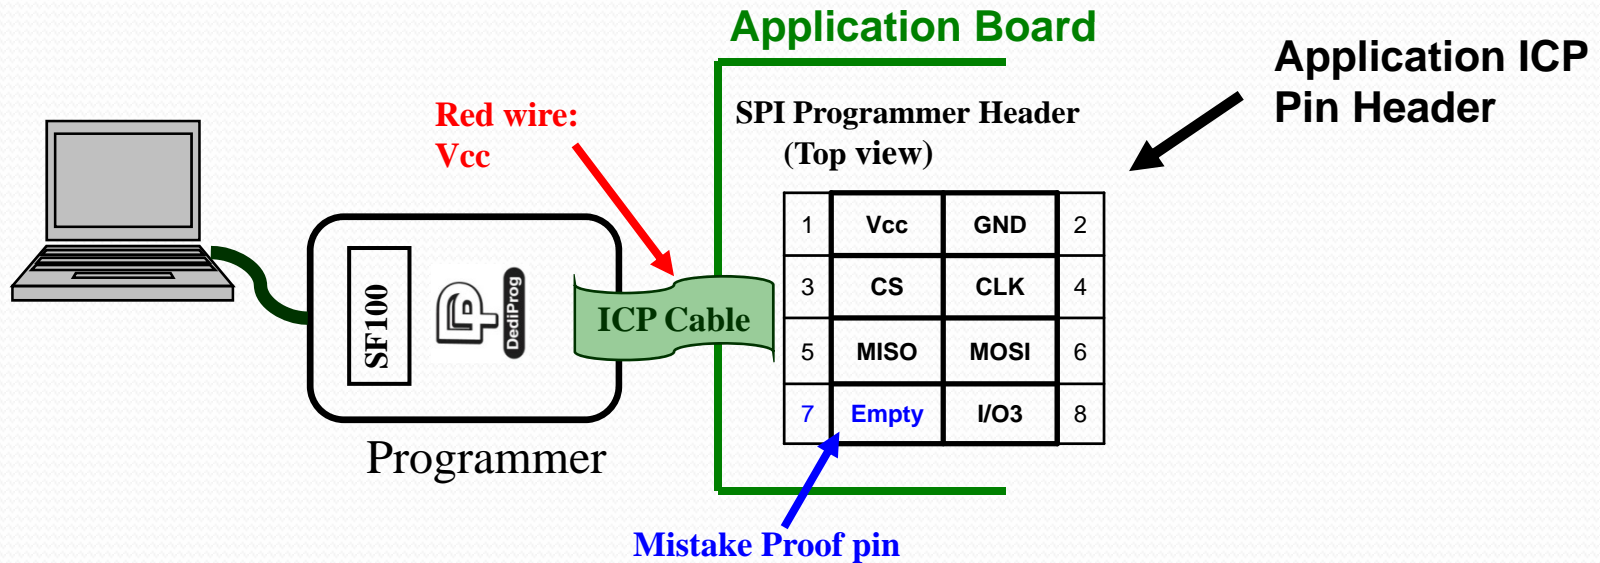 Application Board
Application ICP
Pin Header
Red wire:
Vcc
SPI Programmer Header
(Top view)
1 Vcc GND 2
3 CS CLK 4
5 MISO MOSI 6
7 Empty I/O3 8
SF100
DediProg
ICP Cable
Programmer
Mistake Proof pin